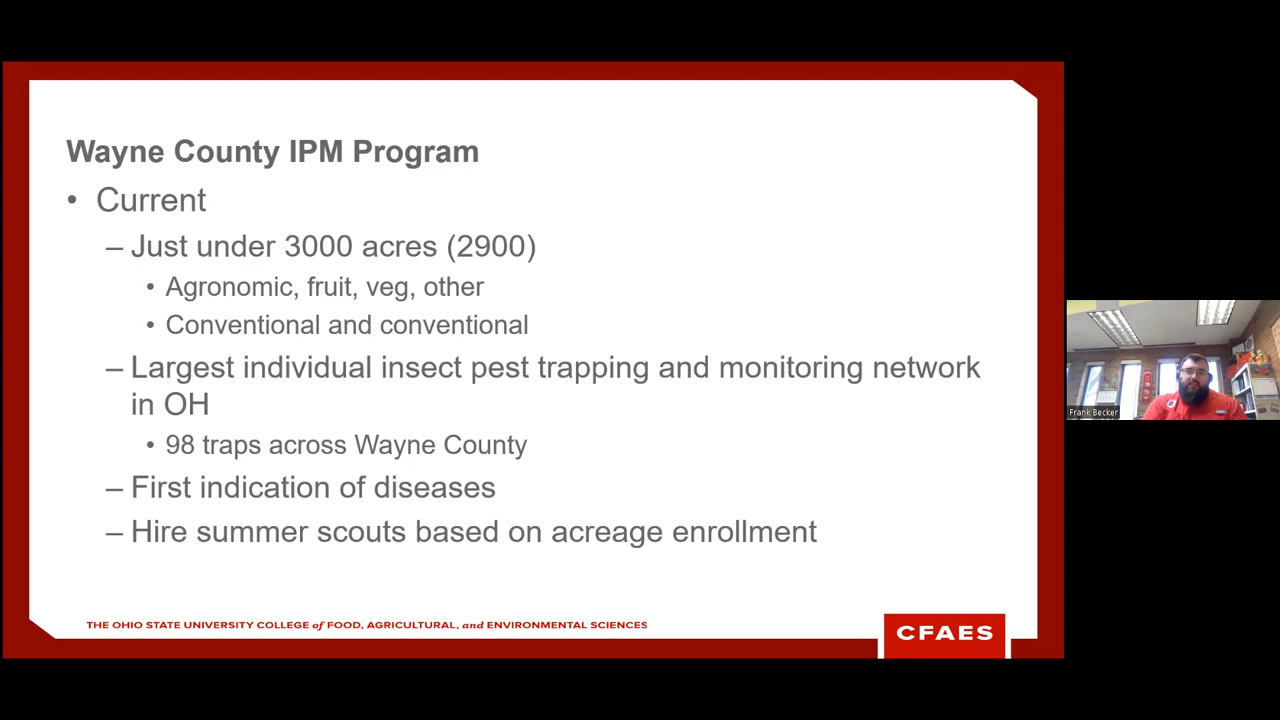 Wayne County IPM Program
• Current
– Just under 3000 acres (2900)
• Agronomic, fruit, veg, other
• Conventional and conventional
– Largest individual insect pest trapping and monitoring network
in OH
• 98 traps across Wayne County
– First indication of diseases
– Hire summer scouts based on acreage enrollment
THE OHIO STATE UNIVERSITY COLLEGE of FOOD, AGRICULTURAL, and ENVIRONMENTAL SCIENCES
CFAES
Frank Becker